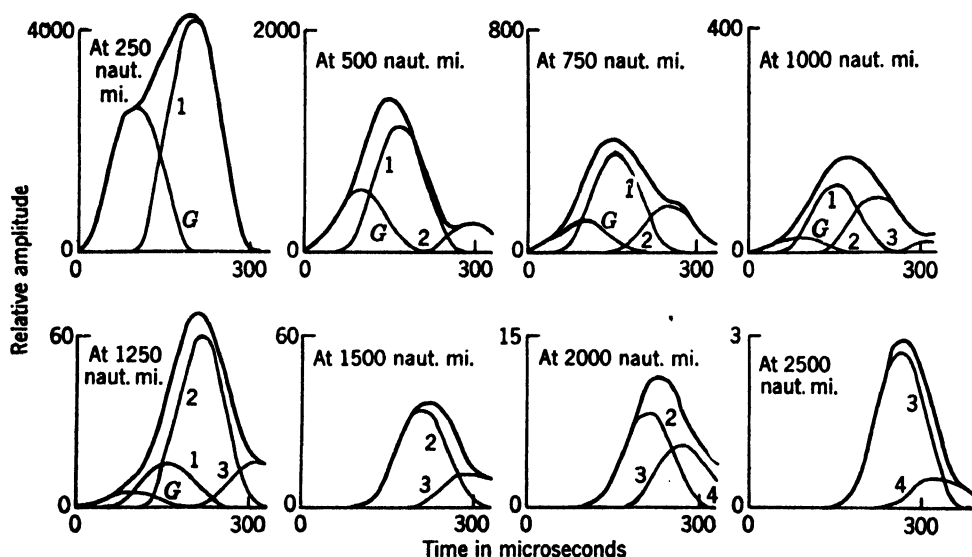 4000
At 250
naut.
mi.
1
G
0
0
300
2000
At 500 naut. mi.
1
G
2
0
0
300
800
At 750 naut. mi.
1
G
2
0
0
300
400
At 1000 naut. mi.
1
G
2
3
0
0
300
Relative amplitude
60
At 1250
naut. mi.
2
1
G
3
0
0
300
60
At 1500 naut. mi.
2
3
0
0
300
15
At 2000 naut. mi.
2
3
4
0
0
300
3
At 2500
naut. mi.
3
4
0
0
300
Time in microseconds